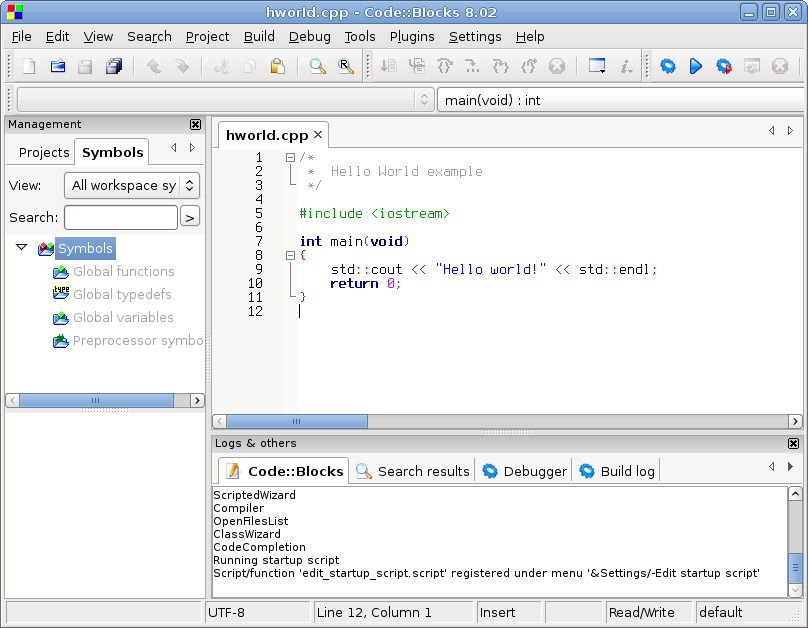 hworld.cpp - Code::Blocks 8.02
File Edit View Search Project Build Debug Tools Plugins Settings Help
main(void) : int
Management
Projects Symbols
View: All workspace sy
Search: >
Symbols
Global functions
Global typedefs
Global variables
Preprocessor symbo
hworld.cpp
1 /*
2  *  Hello World example
3  */
4
5 #include <iostream>
6
7 int main(void)
8 {
9     std::cout << "Hello world!" << std::endl;
10     return 0;
11 }
12
Logs & others
Code::Blocks Search results Debugger Build log
ScriptedWizard
Compiler
OpenFilesList
ClassWizard
CodeCompletion
Running startup script
Script/function 'edit_startup_script.script' registered under menu '&Settings/-Edit startup script'
UTF-8 Line 12, Column 1 Insert Read/Write default